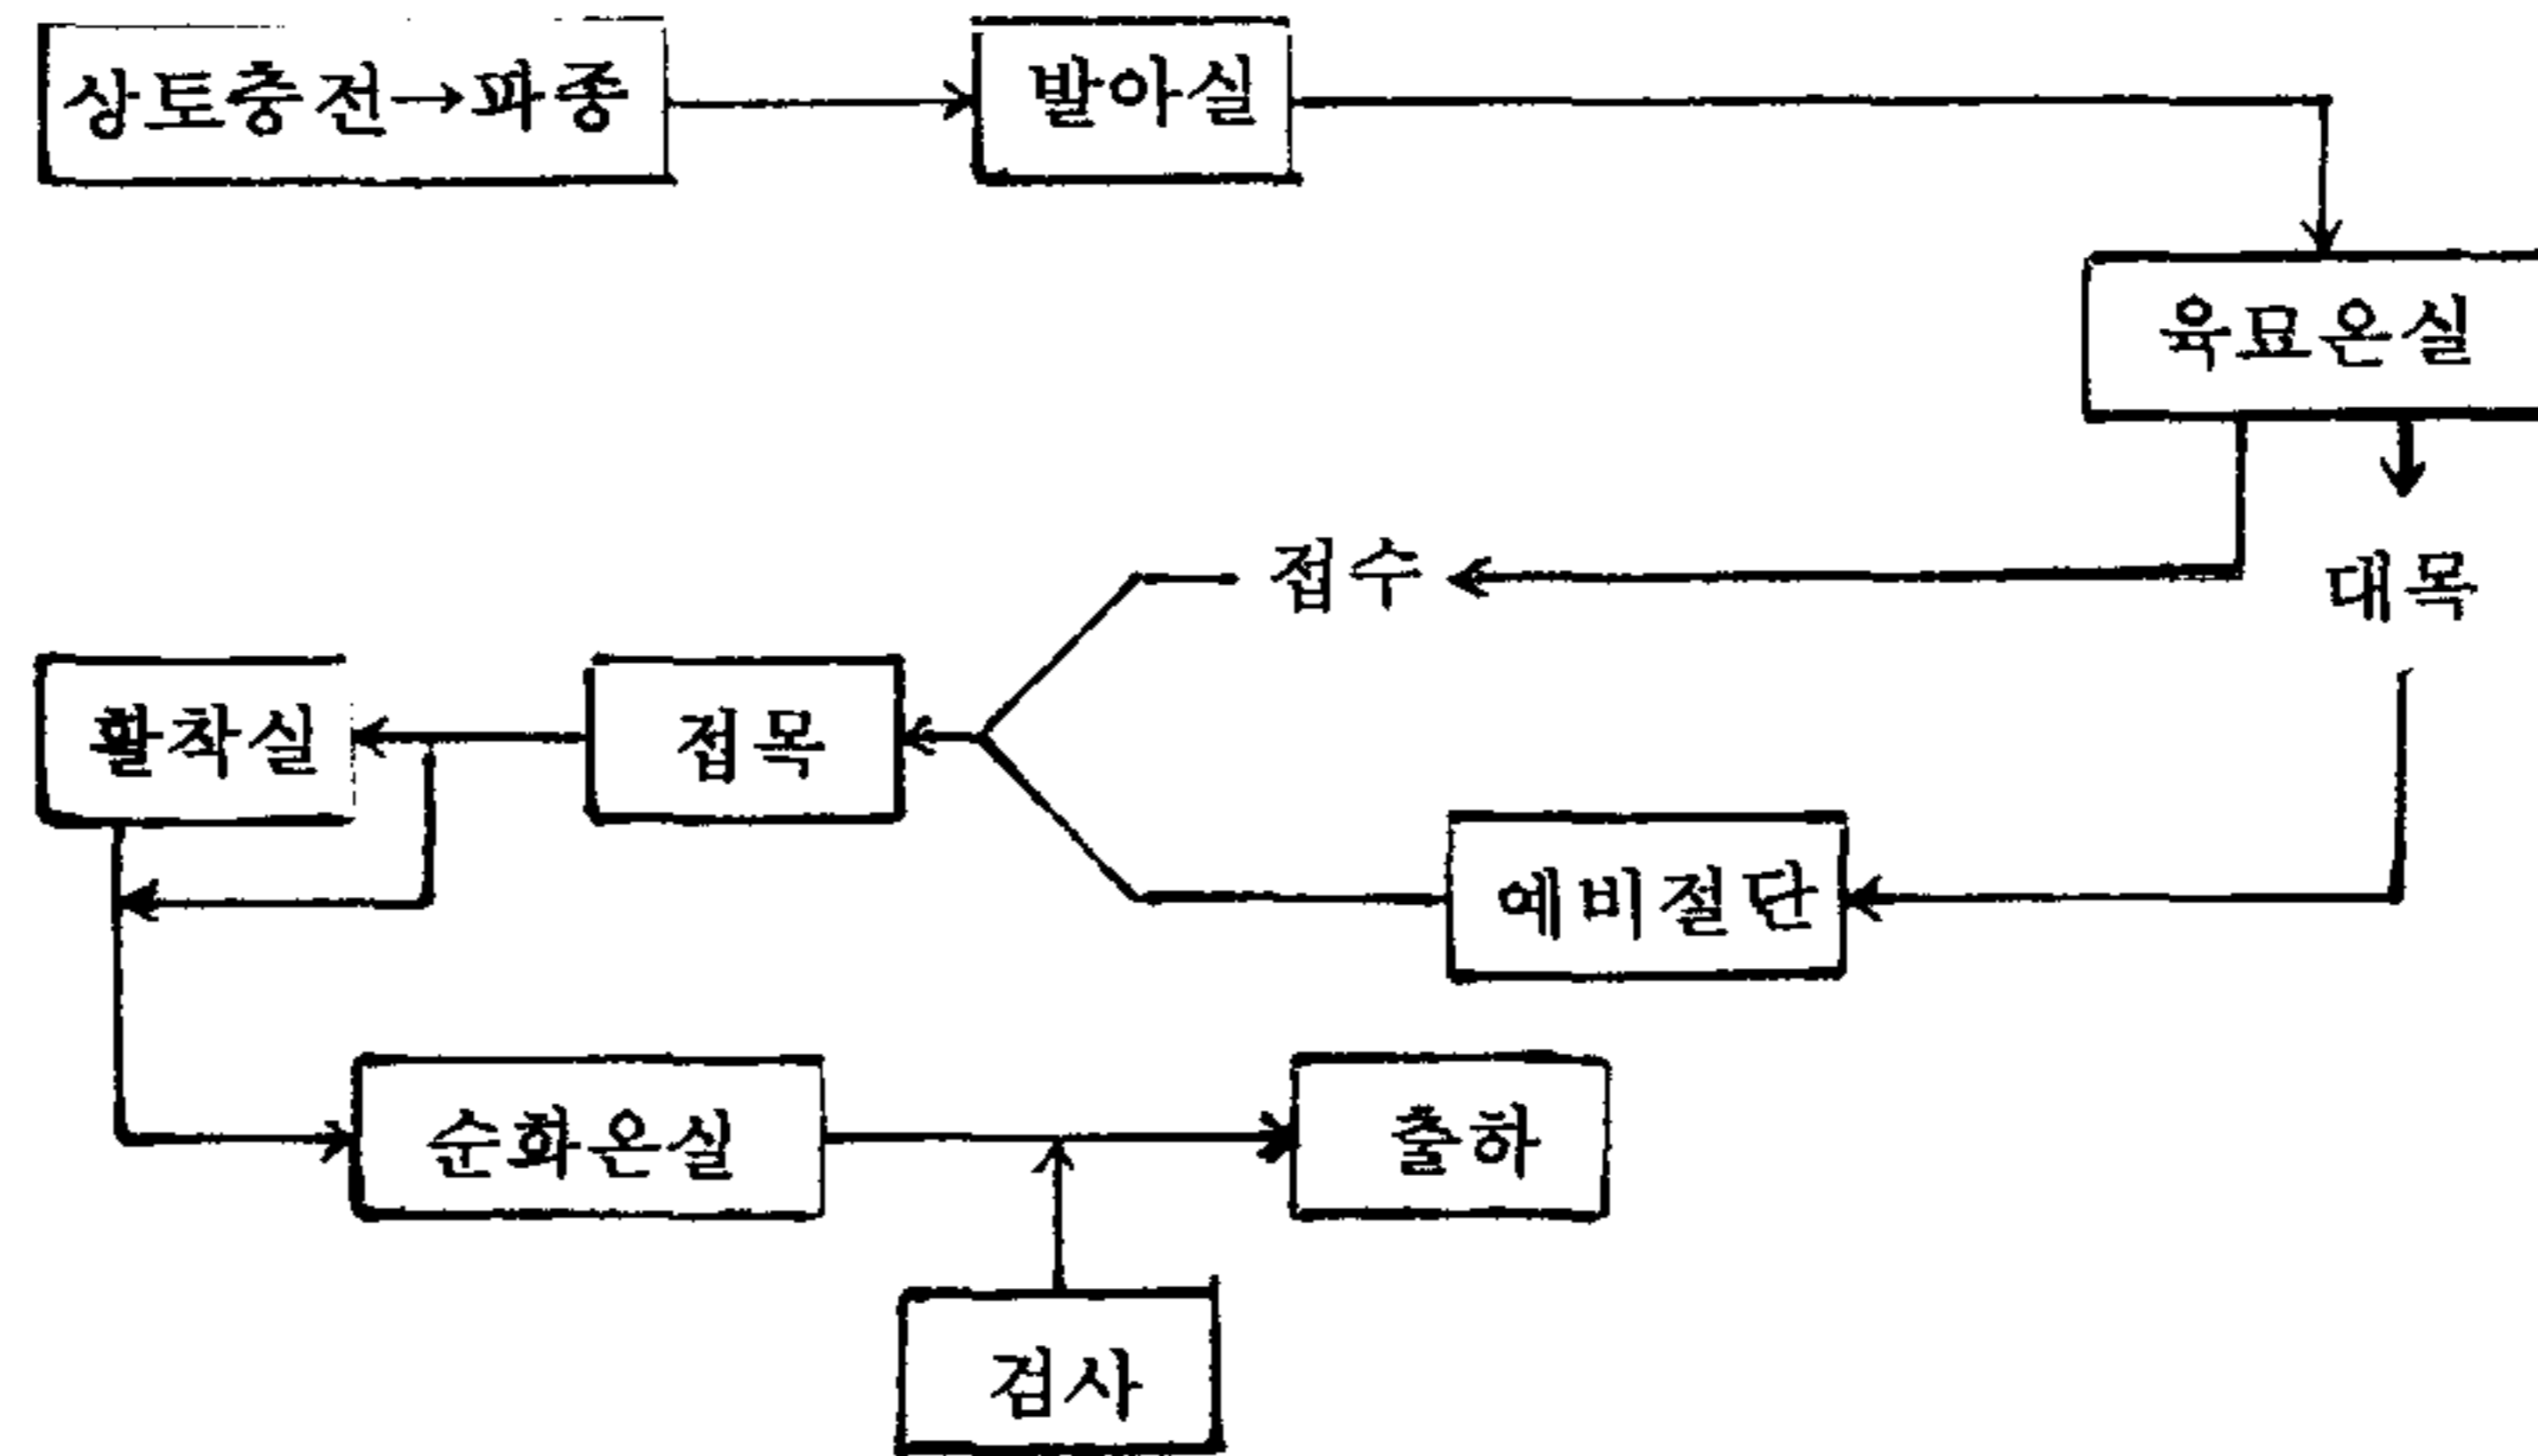 상토충전→파종
발아실
육묘온실
접수
대목
활착실
접목
예비절단
순화온실
출하
검사